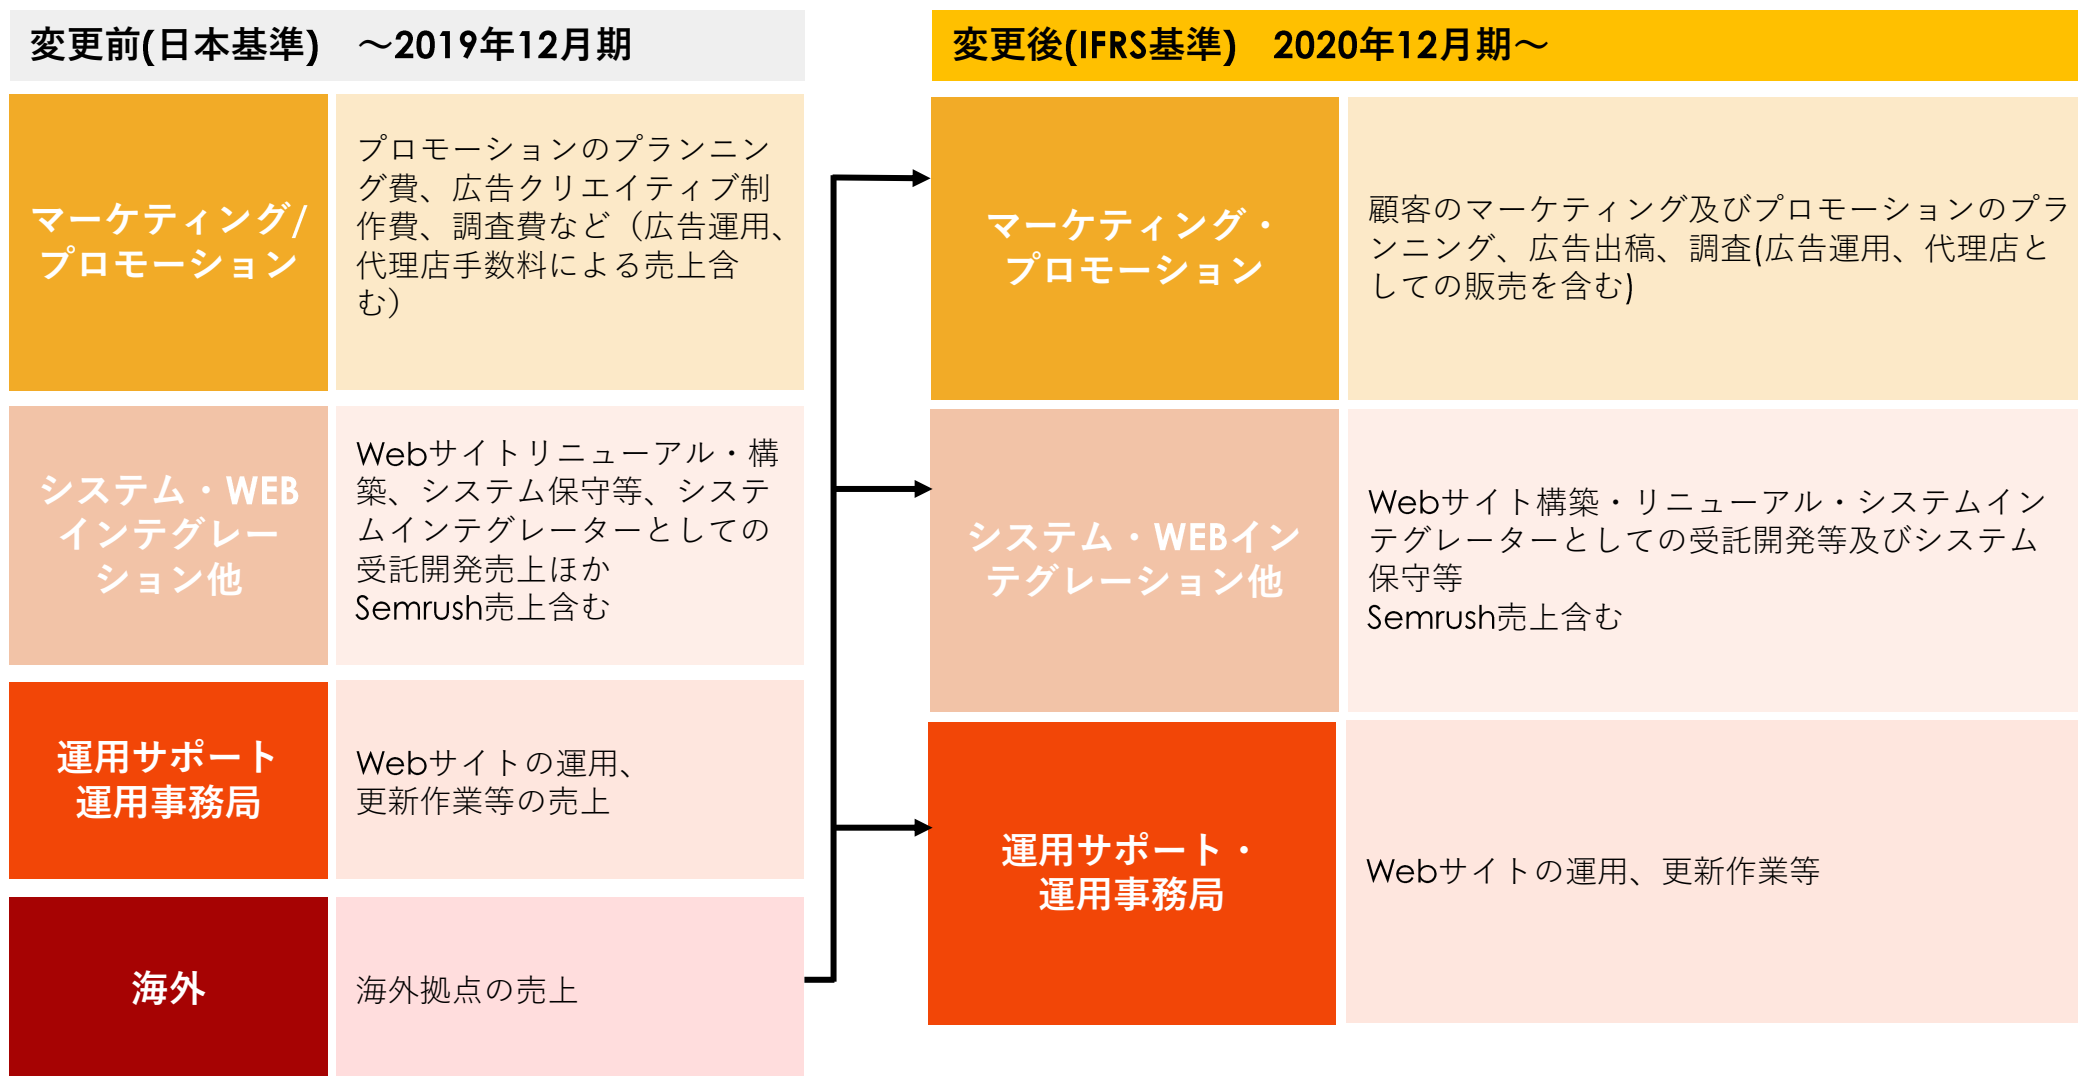 変更前(日本基準)　～2019年12月期
マーケティング/
プロモーション
プロモーションのプランニン
グ費、広告クリエイティブ制
作費、調査費など（広告運用、
代理店手数料による売上含
む）
システム・WEB
インテグレー
ション他
Webサイトリニューアル・構
築、システム保守等、システ
ムインテグレーターとしての
受託開発売上ほか
Semrush売上含む
運用サポート
運用事務局
Webサイトの運用、
更新作業等の売上
海外
海外拠点の売上
変更後(IFRS基準)　2020年12月期～
マーケティング・
プロモーション
顧客のマーケティング及びプロモーションのプラ
ンニング、広告出稿、調査(広告運用、代理店と
しての販売を含む)
システム・WEBイン
テグレーション他
Webサイト構築・リニューアル・システムイン
テグレーターとしての受託開発等及びシステム
保守等
Semrush売上含む
運用サポート・
運用事務局
Webサイトの運用、更新作業等